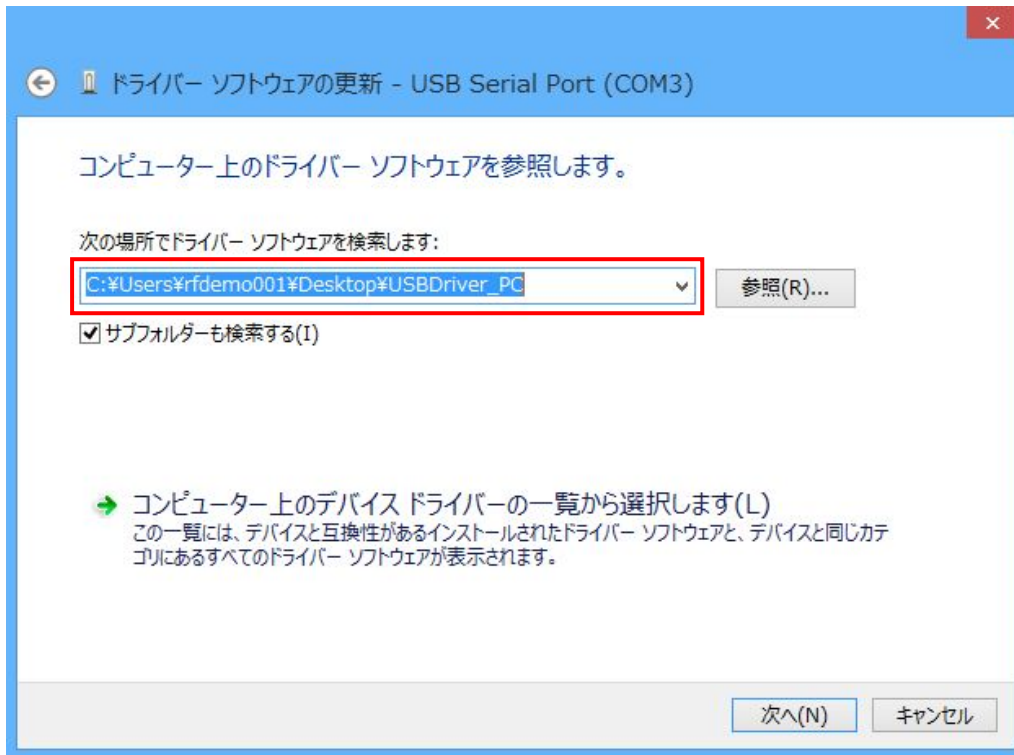 ドライバー ソフトウェアの更新 - USB Serial Port (COM3)
コンピューター上のドライバー ソフトウェアを参照します。
次の場所でドライバー ソフトウェアを検索します:
C:¥Users¥rfdemo001¥Desktop¥USBDriver_PC
参照(R)...
サブフォルダーも検索する(I)
コンピューター上のデバイス ドライバーの一覧から選択します(L)
この一覧には、デバイスと互換性があるインストールされたドライバー ソフトウェアと、デバイスと同じカテ
ゴリにあるすべてのドライバー ソフトウェアが表示されます。
次へ(N)
キャンセル